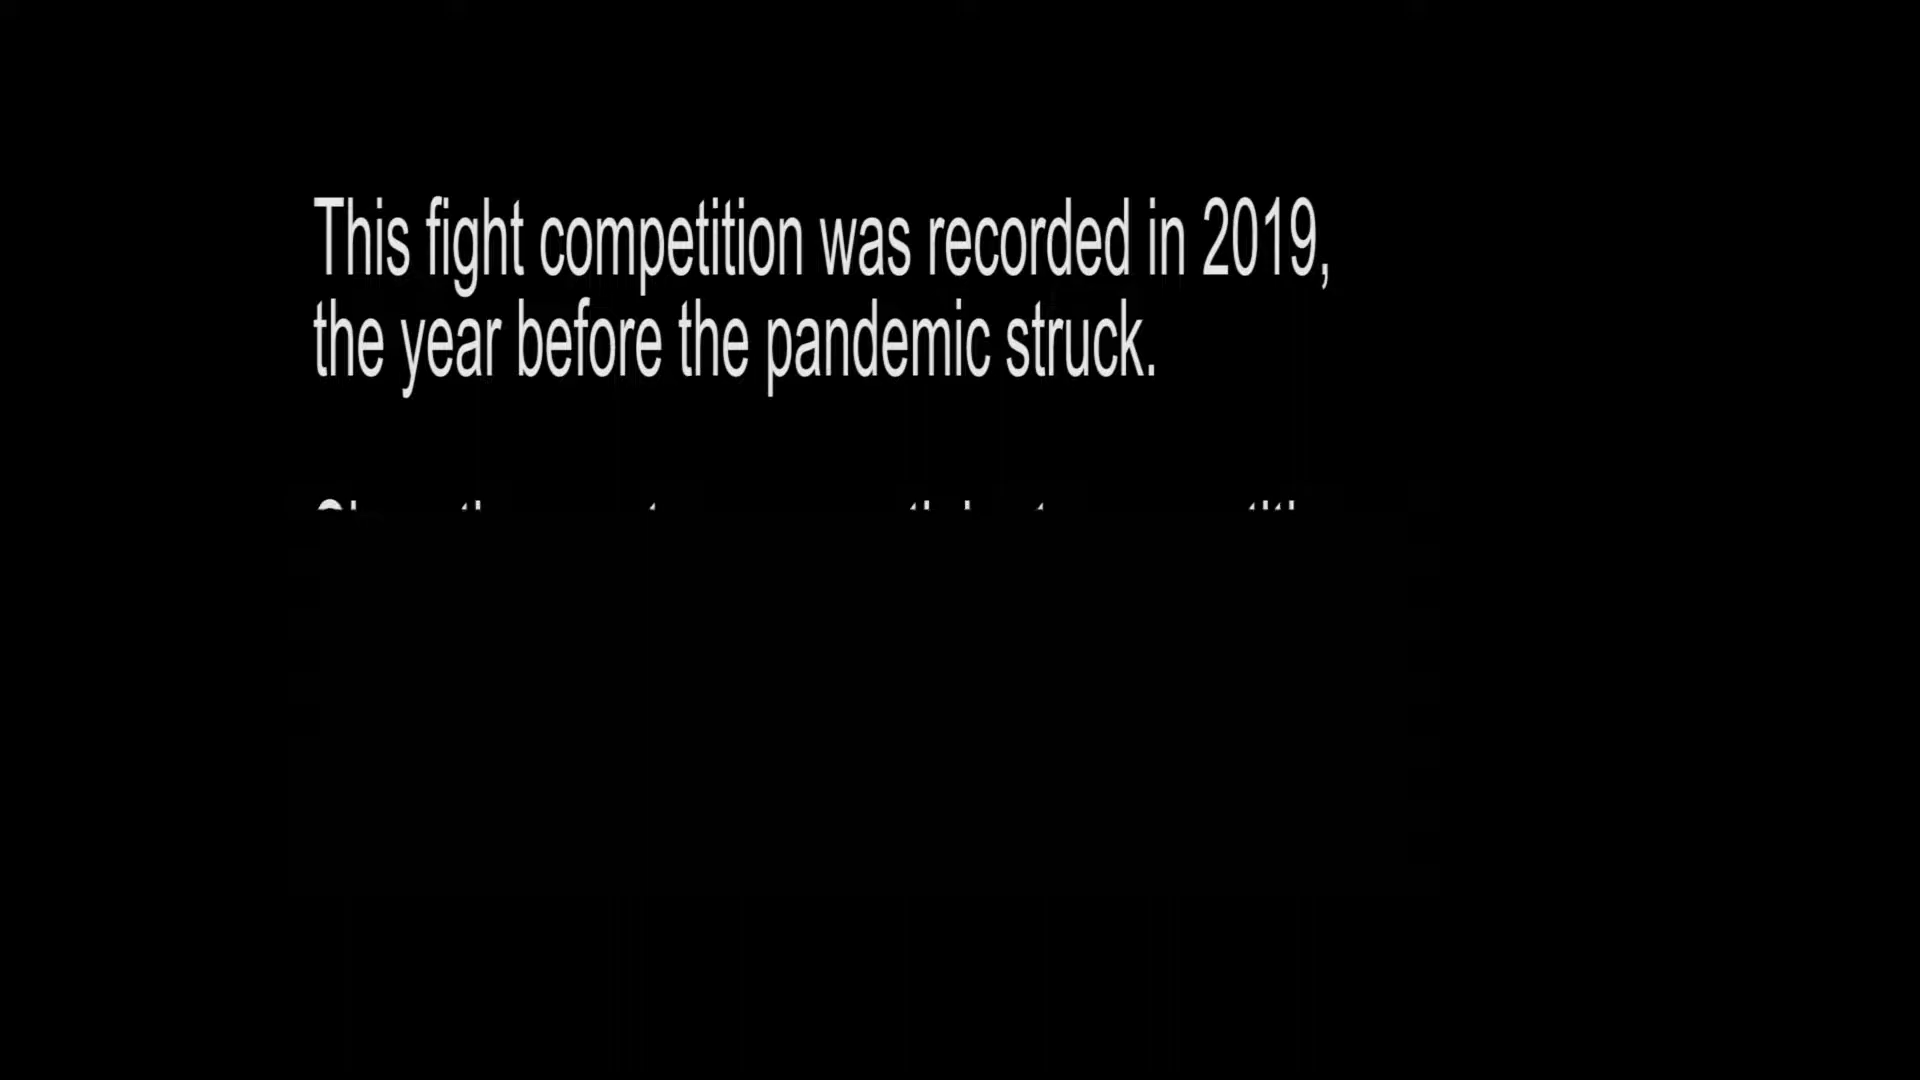 This fight competition was recorded in 2019,
the year before the pandemic struck.